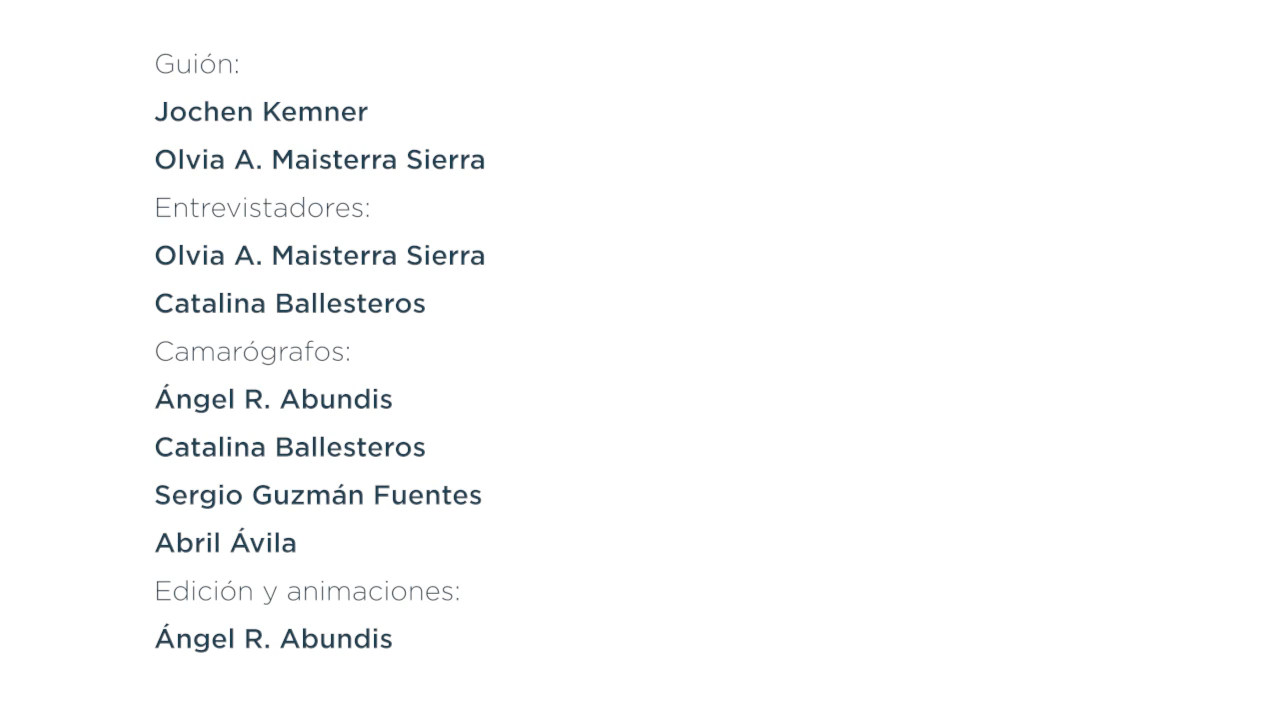 Guión:
Jochen Kemner
Olvia A. Maisterra Sierra
Entrevistadores:
Olvia A. Maisterra Sierra
Catalina Ballesteros
Camarógrafos:
Ángel R. Abundis
Catalina Ballesteros
Sergio Guzmán Fuentes
Abril Ávila
Edición y animaciones:
Ángel R. Abundis